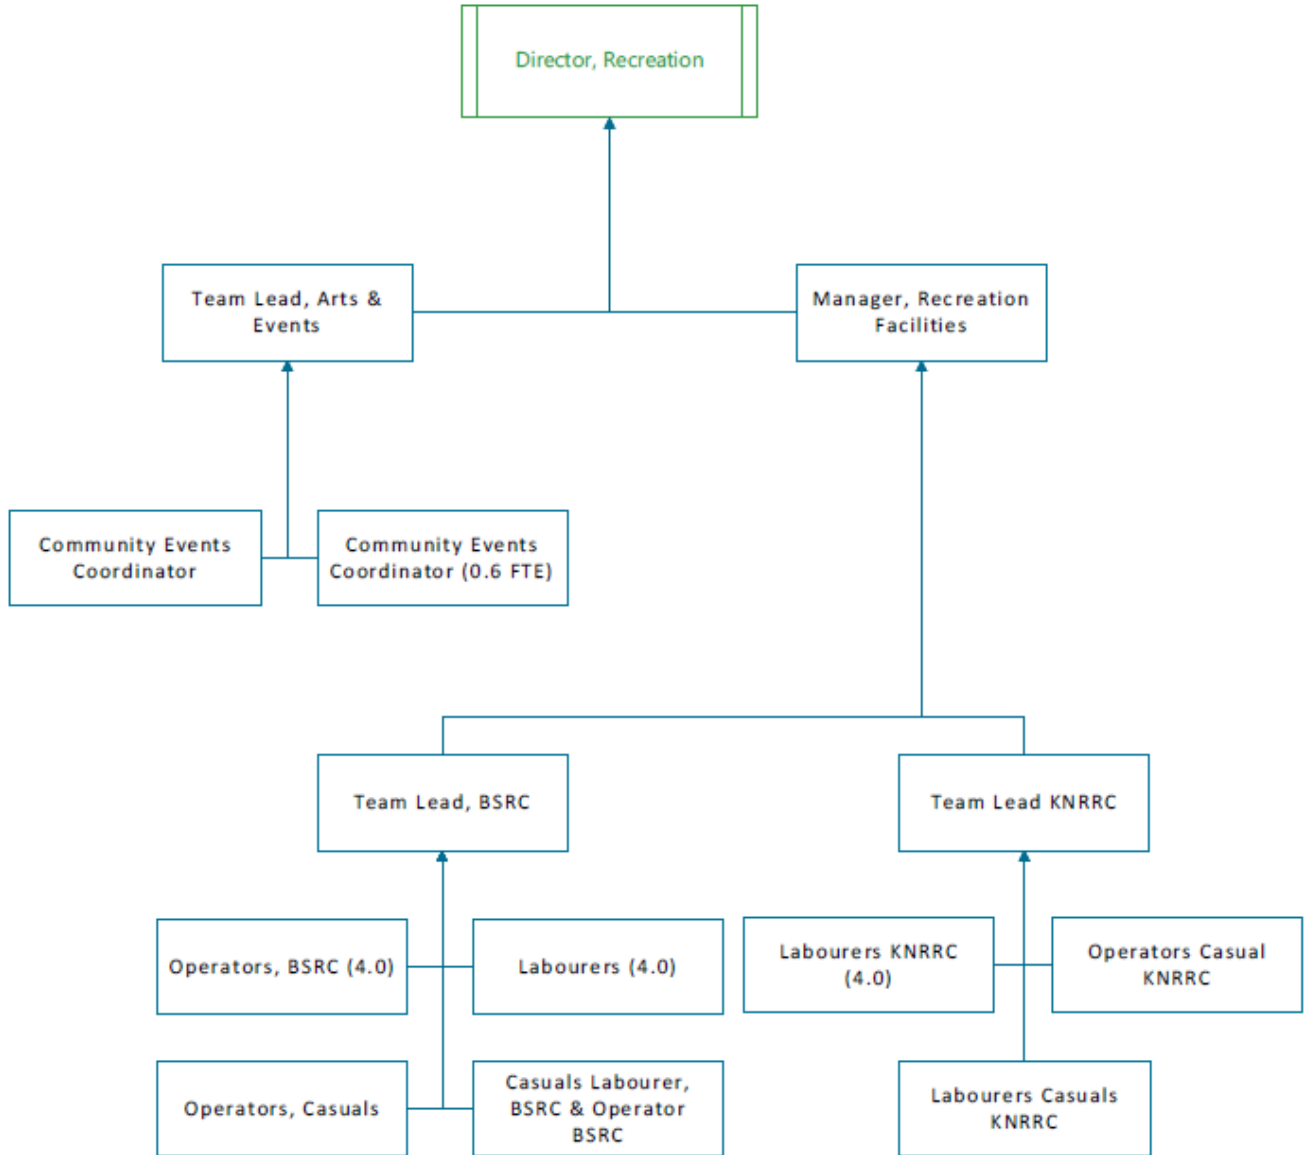 Director, Recreation
Team Lead, Arts &
Events
Manager, Recreation
Facilities
Community Events
Coordinator
Community Events
Coordinator (0.6 FTE)
Team Lead, BSRC
Team Lead KNRRC
Operators, BSRC (4.0)
Labourers (4.0)
Labourers KNRRC
(4.0)
Operators Casual
KNRRC
Operators, Casuals
Casuals Labourer,
BSRC & Operator
BSRC
Labourers Casuals
KNRRC